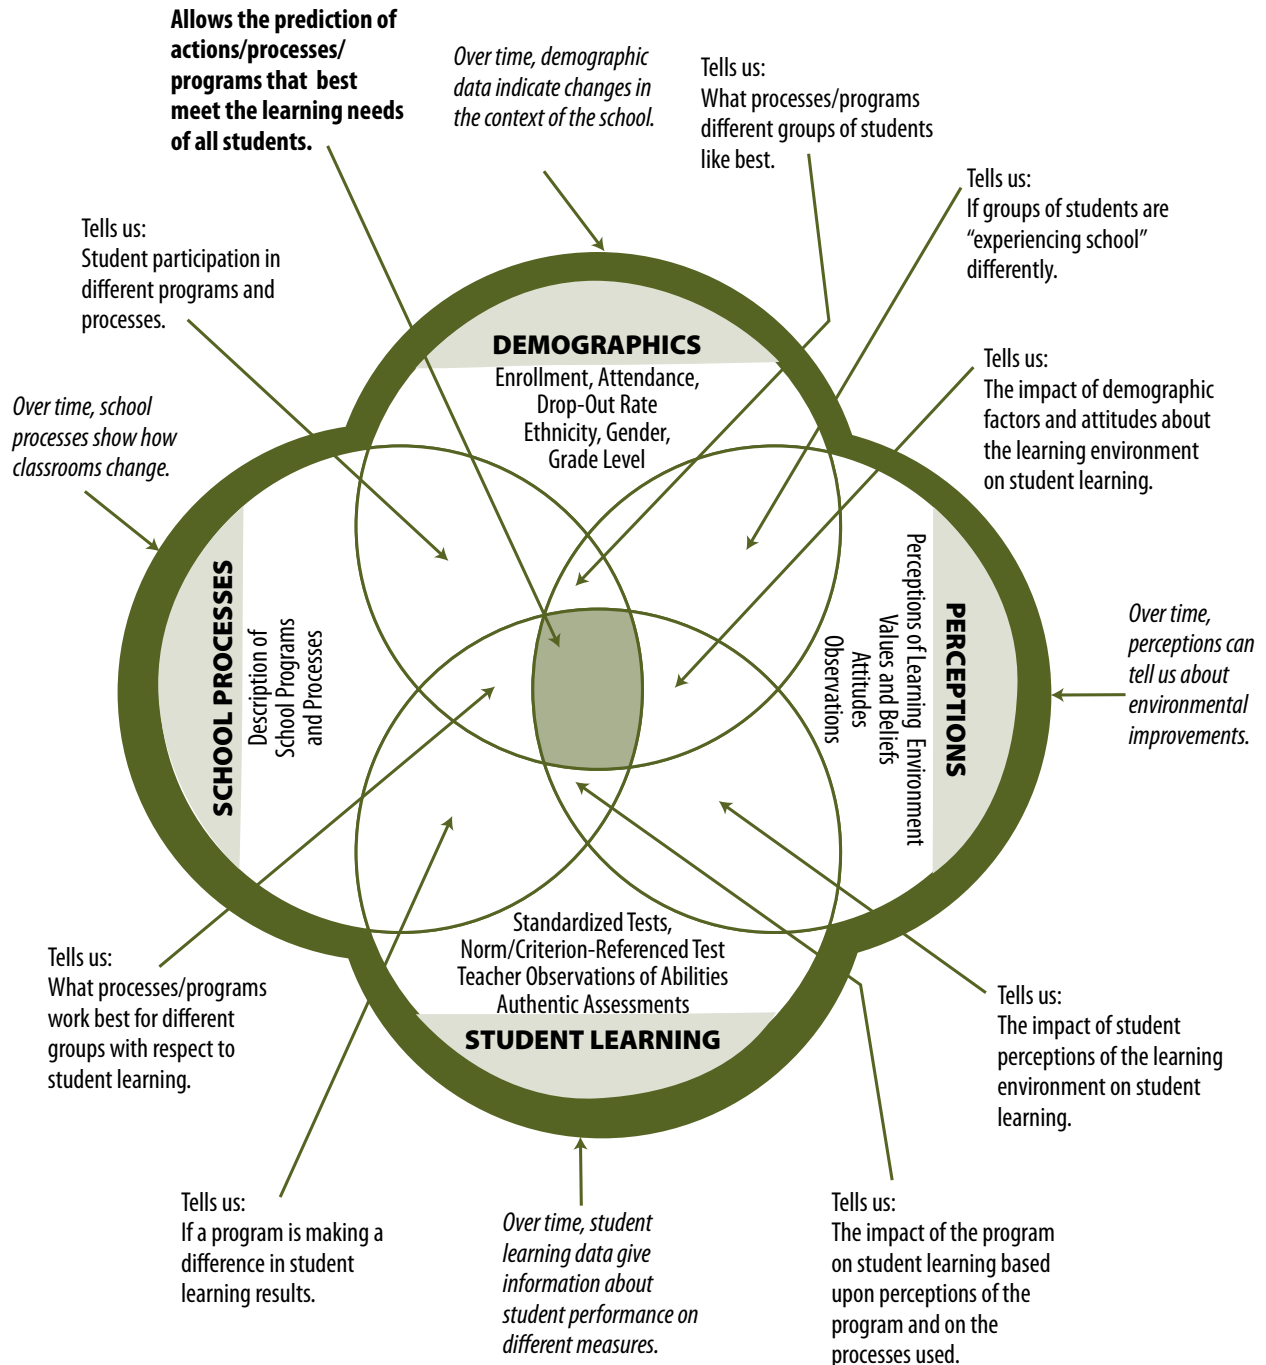 Allows the prediction of
actions/processes/
programs that best
meet the learning needs
of all students.
Over time, demographic
data indicate changes in
the context of the school.
Tells us:
What processes/programs
different groups of students
like best.
Tells us:
If groups of students are
“experiencing school”
differently.
Tells us:
Student participation in
different programs and
processes.
Tells us:
The impact of demographic
factors and attitudes about
the learning environment
on student learning.
Over time, school
processes show how
classrooms change.
DEMOGRAPHICS
Enrollment, Attendance,
Drop-Out Rate
Ethnicity, Gender,
Grade Level
SCHOOL PROCESSES
Description of
School Programs
and Processes
PERCEPTIONS
Perceptions of Learning Environment
Values and Beliefs
Attitudes
Observations
Over time,
perceptions can
tell us about
environmental
improvements.
Standardized Tests,
Norm/Criterion-Referenced Test
Teacher Observations of Abilities
Authentic Assessments
STUDENT LEARNING
Tells us:
What processes/programs
work best for different
groups with respect to
student learning.
Tells us:
The impact of student
perceptions of the learning
environment on student
learning.
Tells us:
If a program is making a
difference in student
learning results.
Over time, student
learning data give
information about
student performance on
different measures.
Tells us:
The impact of the program
on student learning based
upon perceptions of the
program and on the
processes used.